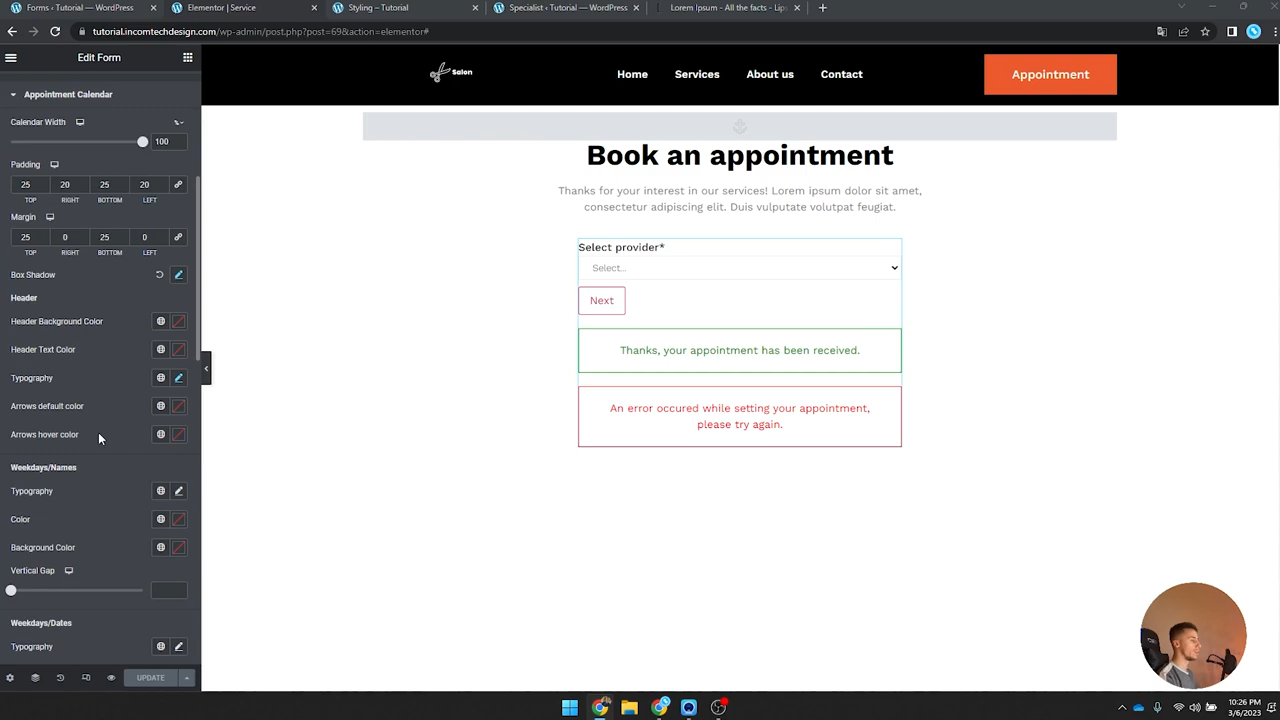 Forms ‹ Tutorial — WordPress
Elementor | Service
Styling – Tutorial
Specialist ‹ Tutorial — WordPress
Lorem Ipsum - All the facts - Lips
tutorial.incomtechdesign.com/wp-admin/post.php?post=69&action=elementor#
Edit Form
Appointment Calendar
Calendar Width
100
Padding
25 20 25 20
TOP RIGHT BOTTOM LEFT
Margin
25 0 25 0
TOP RIGHT BOTTOM LEFT
Box Shadow
Header
Header Background Color
Header Text Color
Typography
Arrows default color
Arrows hover color
Weekdays/Names
Typography
Color
Background Color
Vertical Gap
Weekdays/Dates
Typography
UPDATE
Salon
Home Services About us Contact
Appointment
Book an appointment
Thanks for your interest in our services! Lorem ipsum dolor sit amet,
consectetur adipiscing elit. Duis vulputate volutpat feugiat.
Select provider*
Select...
Next
Thanks, your appointment has been received.
An error occured while setting your appointment,
please try again.
10:26 PM
3/6/2023